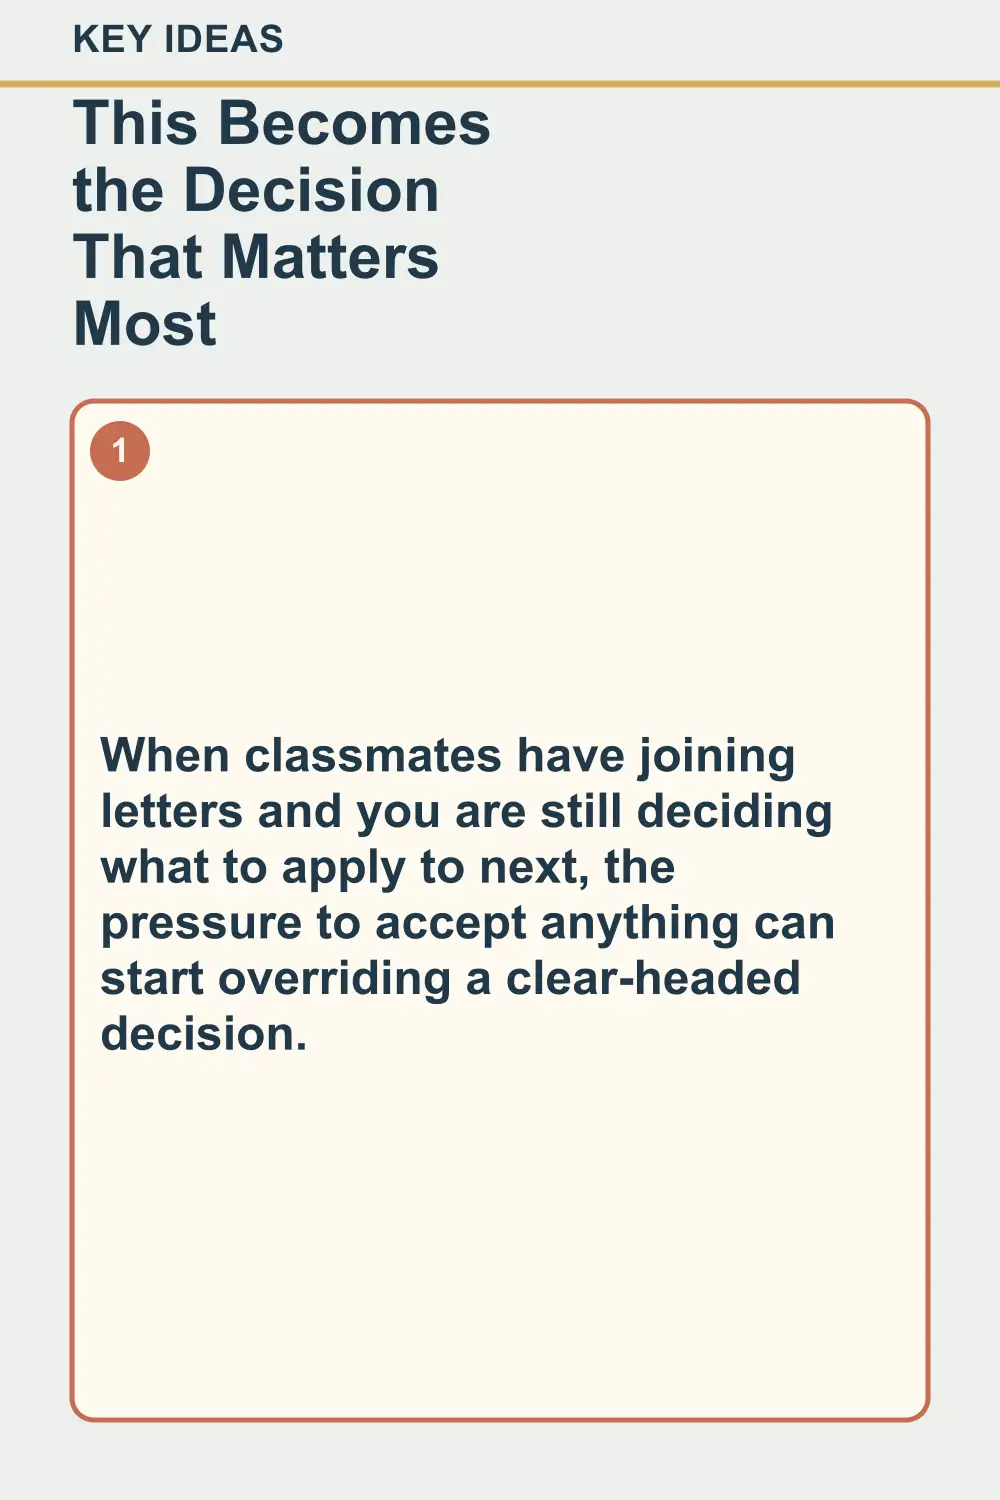 KEY IDEAS
This Becomes
the Decision
That Matters
Most
1
When classmates have joining
letters and you are still deciding
what to apply to next, the
pressure to accept anything can
start overriding a clear-headed
decision.